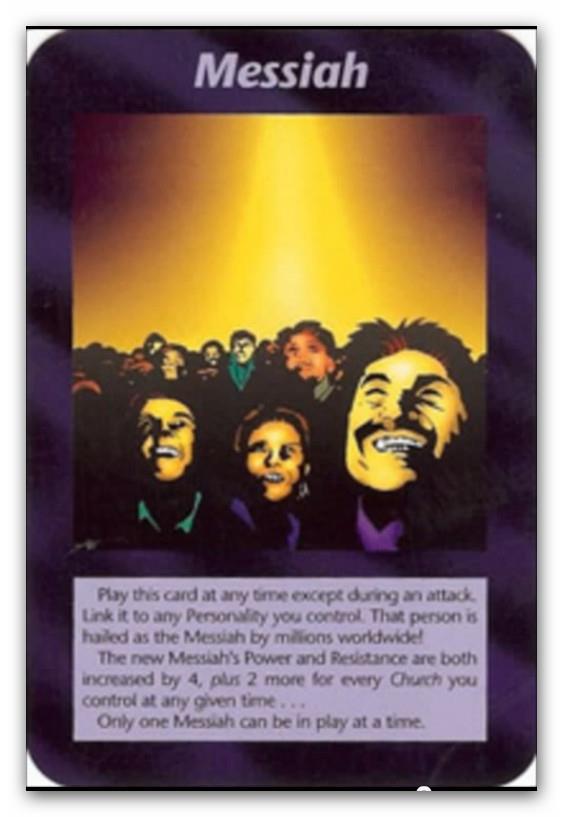 Messiah
Play this card at any time except during an attack.
Link it to any Personality you control. That person is
hailed as the Messiah by millions worldwide!
The new Messiah's Power and Resistance are both
increased by 4, plus 2 more for every Church you
control at any given time . . .
Only one Messiah can be in play at a time.